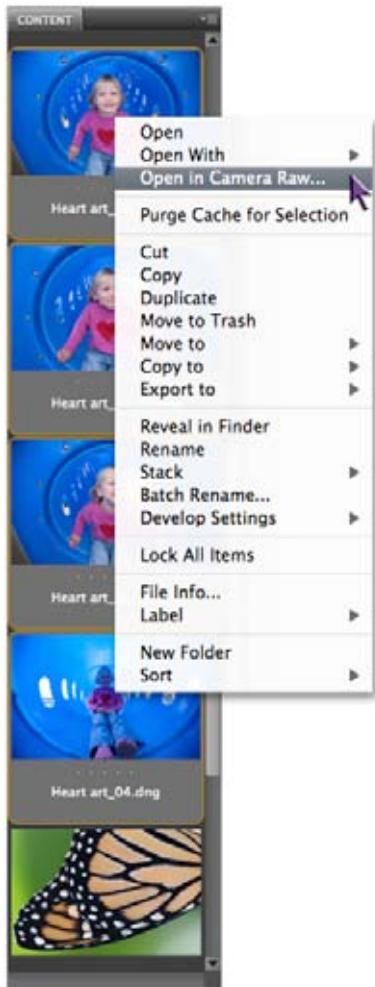 CONTENT
Open
Open With
Open in Camera Raw...
Heart art_
Purge Cache for Selection
Cut
Copy
Duplicate
Move to Trash
Move to
Copy to
Export to
Heart art_
Reveal in Finder
Rename
Stack
Batch Rename...
Develop Settings
Lock All Items
File Info...
Heart art_
Label
New Folder
Sort
Heart art_04.dng